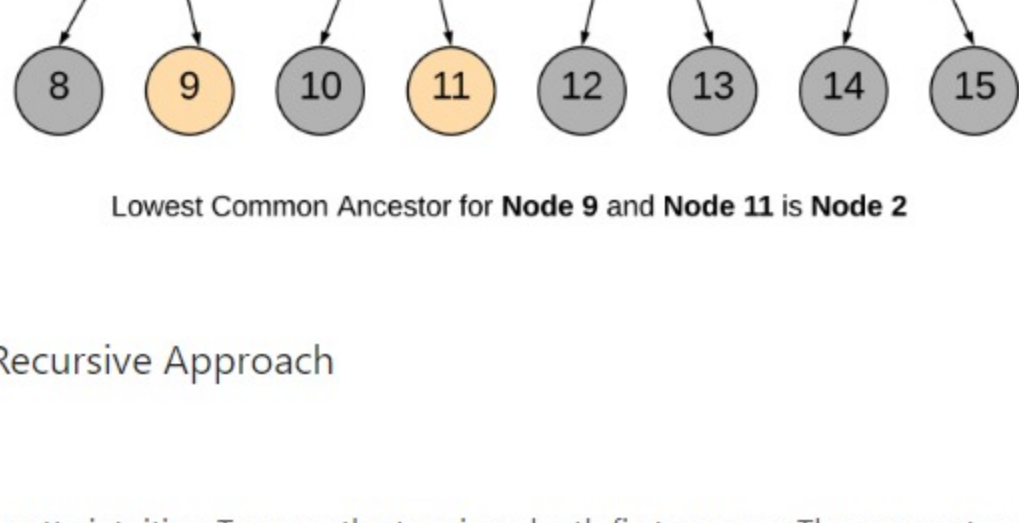 8 9 10 11 12 13 14 15
Lowest Common Ancestor for Node 9 and Node 11 is Node 2
Recursive Approach